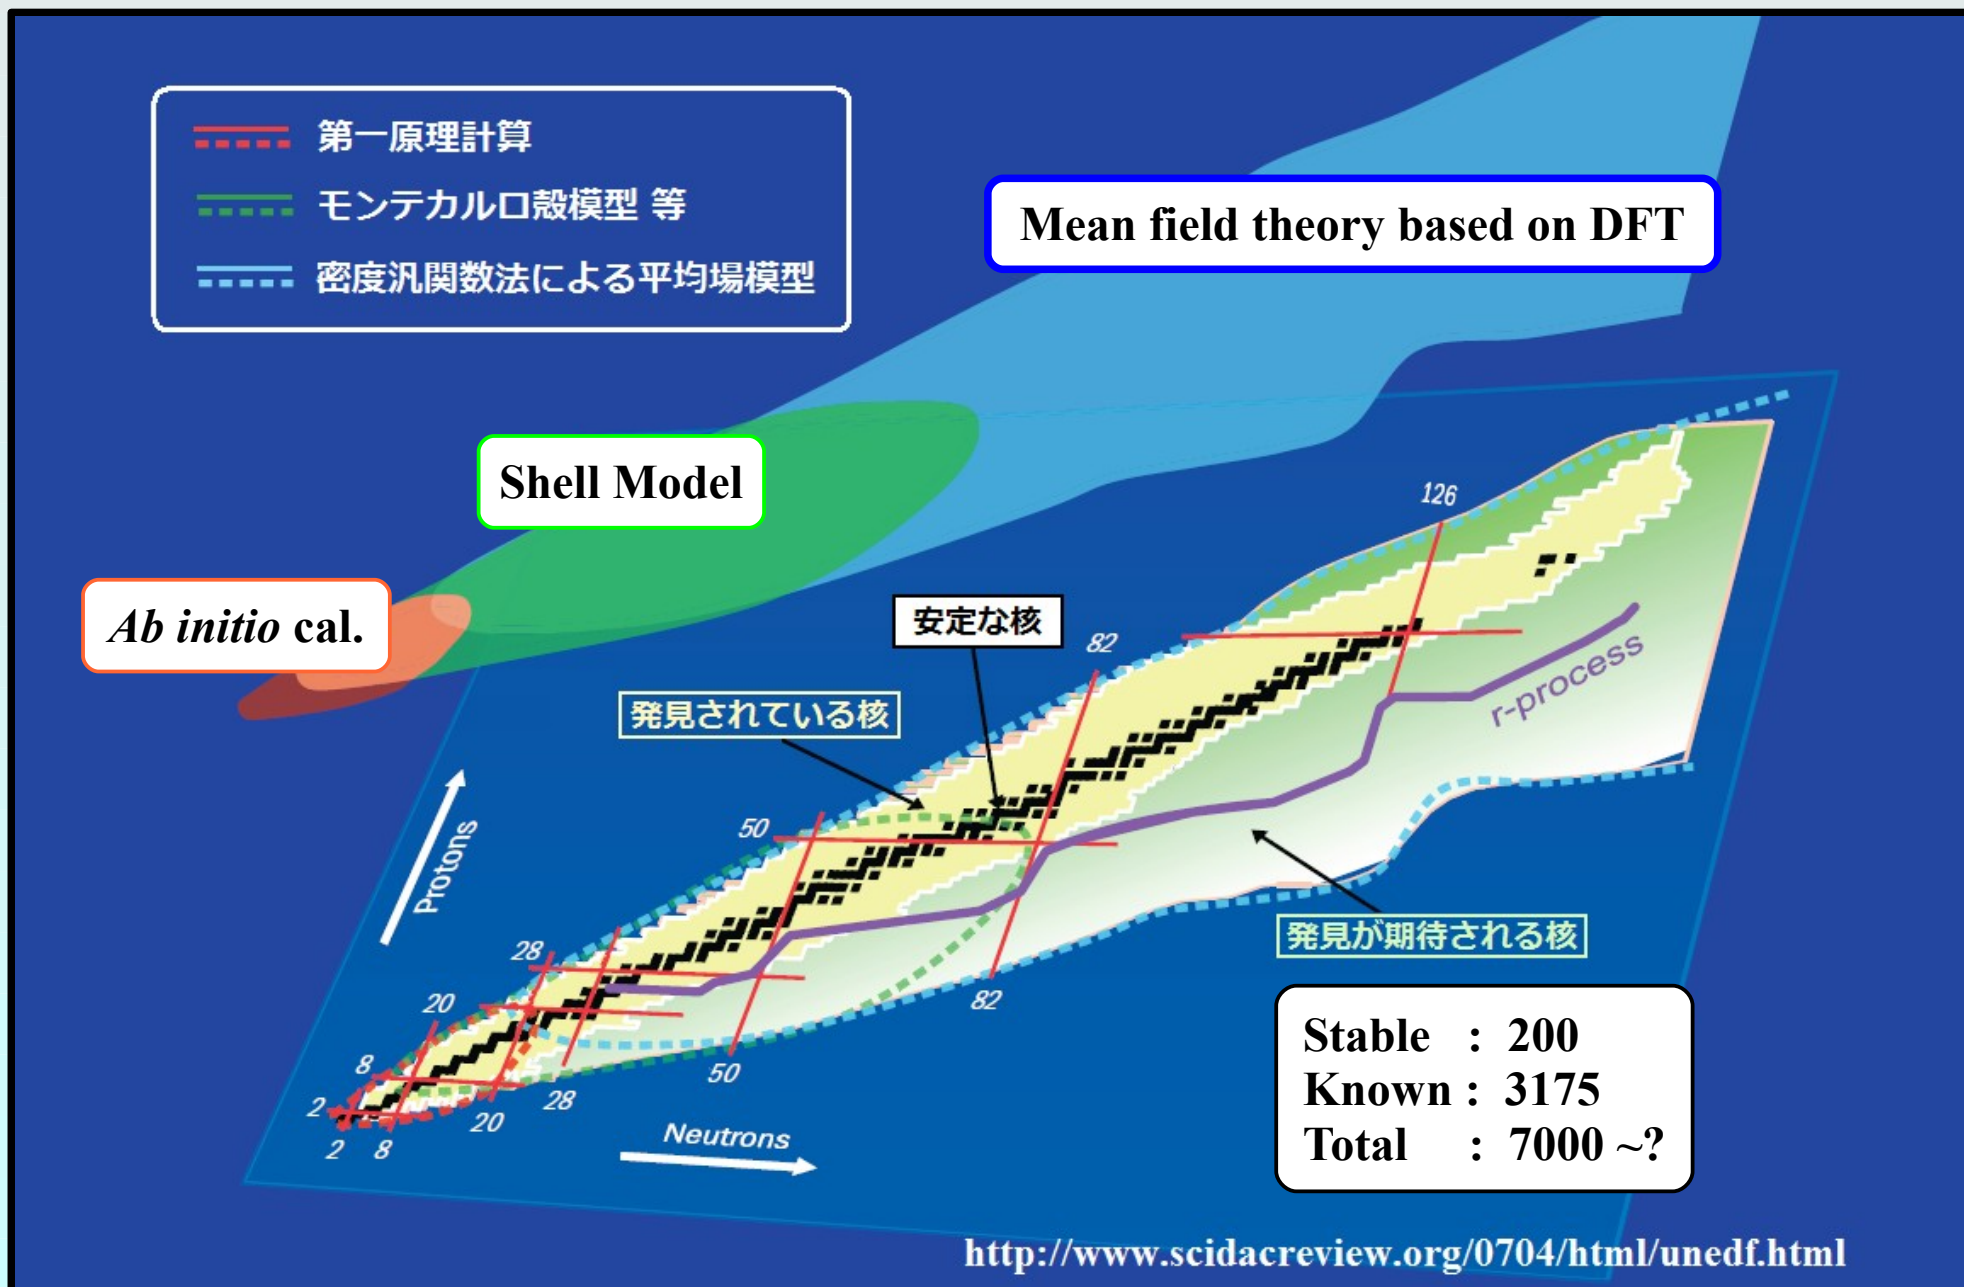 第一原理計算
モンテカルロ殻模型 等
密度汎関数法による平均場模型
Mean field theory based on DFT
Shell Model
Ab initio cal.
安定な核
発見されている核
発見が期待される核
r-process
Protons
Neutrons
126
82
50
28
20
8
2
2
8
20
28
50
82
Stable : 200
Known : 3175
Total : 7000 ~?
http://www.scidacreview.org/0704/html/unedf.html